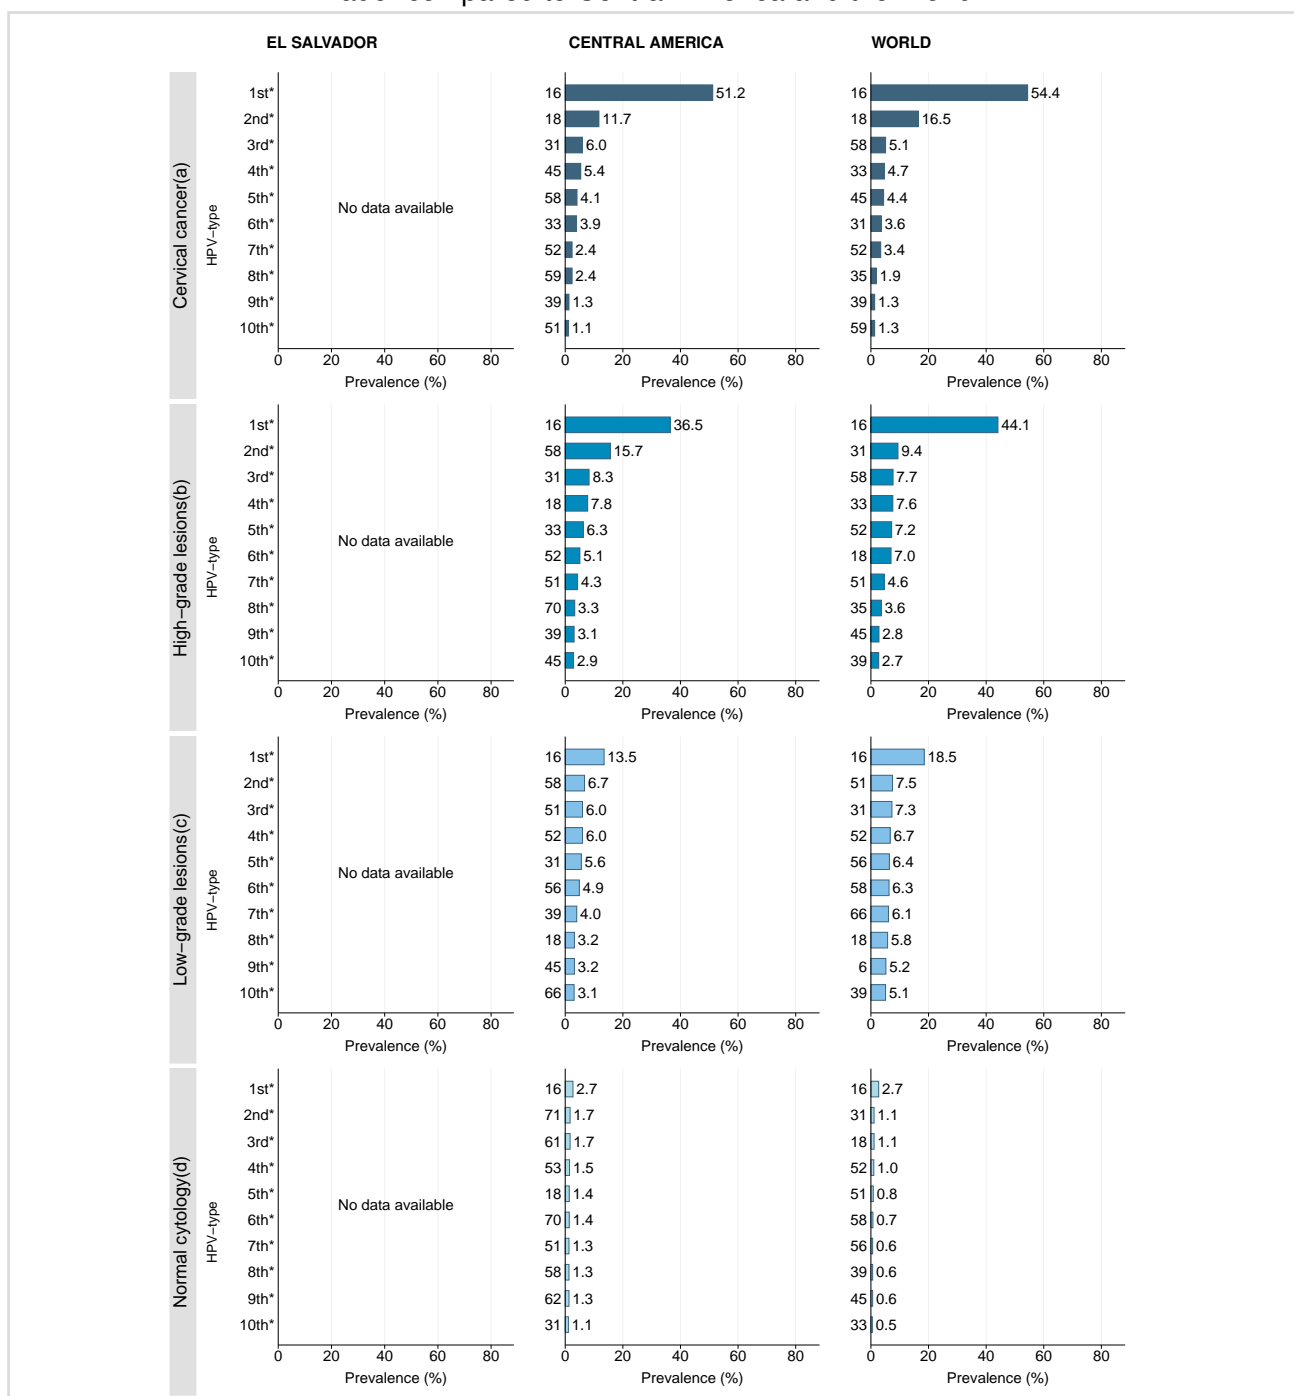 EL SALVADOR CENTRAL AMERICA WORLD
Cervical cancer(a)
HPV−type
1st* 16 51.2 16 54.4
2nd* 18 11.7 18 16.5
3rd* 31 6.0 58 5.1
4th* 45 5.4 33 4.7
5th* 58 4.1 45 4.4
No data available
6th* 33 3.9 31 3.6
7th* 52 2.4 52 3.4
8th* 59 2.4 35 1.9
9th* 39 1.3 39 1.3
10th* 51 1.1 59 1.3
0 20 40 60 80 0 20 40 60 80 0 20 40 60 80
Prevalence (%) Prevalence (%) Prevalence (%)
High−grade lesions(b)
HPV−type
1st* 16 36.5 16 44.1
2nd* 58 15.7 31 9.4
3rd* 31 8.3 58 7.7
4th* 18 7.8 33 7.6
5th* 33 6.3 52 7.2
No data available
6th* 52 5.1 18 7.0
7th* 51 4.3 51 4.6
8th* 70 3.3 35 3.6
9th* 39 3.1 45 2.8
10th* 45 2.9 39 2.7
0 20 40 60 80 0 20 40 60 80 0 20 40 60 80
Prevalence (%) Prevalence (%) Prevalence (%)
Low−grade lesions(c)
HPV−type
1st* 16 13.5 16 18.5
2nd* 58 6.7 51 7.5
3rd* 51 6.0 31 7.3
4th* 52 6.0 52 6.7
5th* 31 5.6 56 6.4
No data available
6th* 56 4.9 58 6.3
7th* 39 4.0 66 6.1
8th* 18 3.2 18 5.8
9th* 45 3.2 6 5.2
10th* 66 3.1 39 5.1
0 20 40 60 80 0 20 40 60 80 0 20 40 60 80
Prevalence (%) Prevalence (%) Prevalence (%)
Normal cytology(d)
HPV−type
1st* 16 2.7 16 2.7
2nd* 71 1.7 31 1.1
3rd* 61 1.7 18 1.1
4th* 53 1.5 52 1.0
5th* 18 1.4 51 0.8
No data available
6th* 70 1.4 58 0.7
7th* 51 1.3 56 0.6
8th* 58 1.3 39 0.6
9th* 62 1.3 45 0.6
10th* 31 1.1 33 0.5
0 20 40 60 80 0 20 40 60 80 0 20 40 60 80
Prevalence (%) Prevalence (%) Prevalence (%)